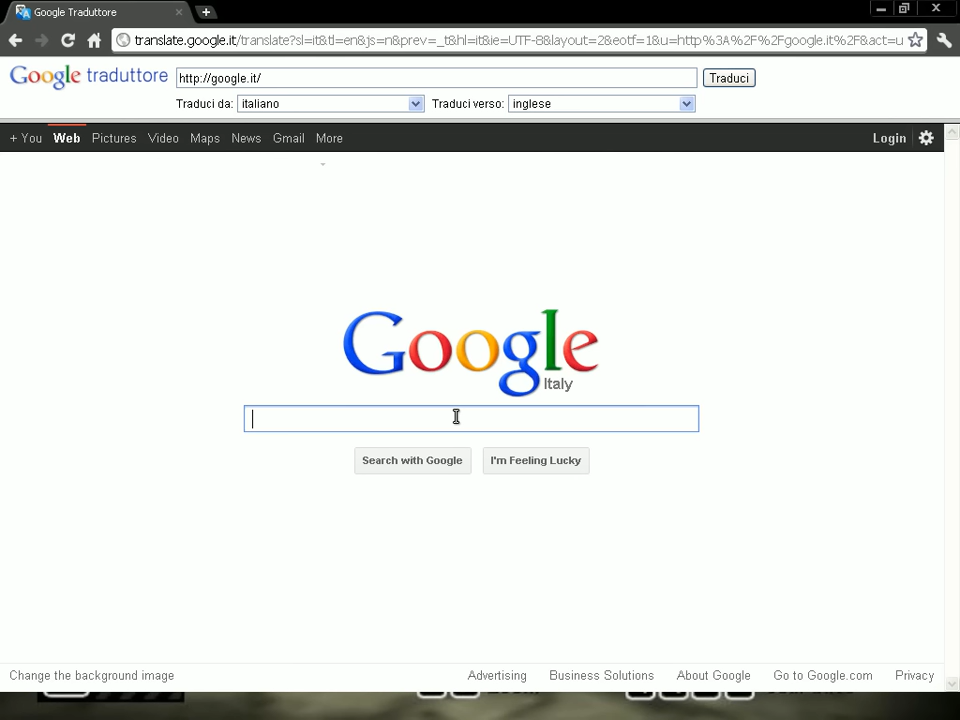 Google Traduttore
translate.google.it/translate?sl=it&tl=en&js=n&prev=_t&hl=it&ie=UTF-8&layout=2&eotf=1&u=http%3A%2F%2Fgoogle.it%2F&act=u
Google traduttore http://google.it/ Traduci
Traduci da: italiano Traduci verso: inglese
+ You Web Pictures Video Maps News Gmail More Login
Google
Italy
Search with Google I'm Feeling Lucky
Change the background image Advertising Business Solutions About Google Go to Google.com Privacy